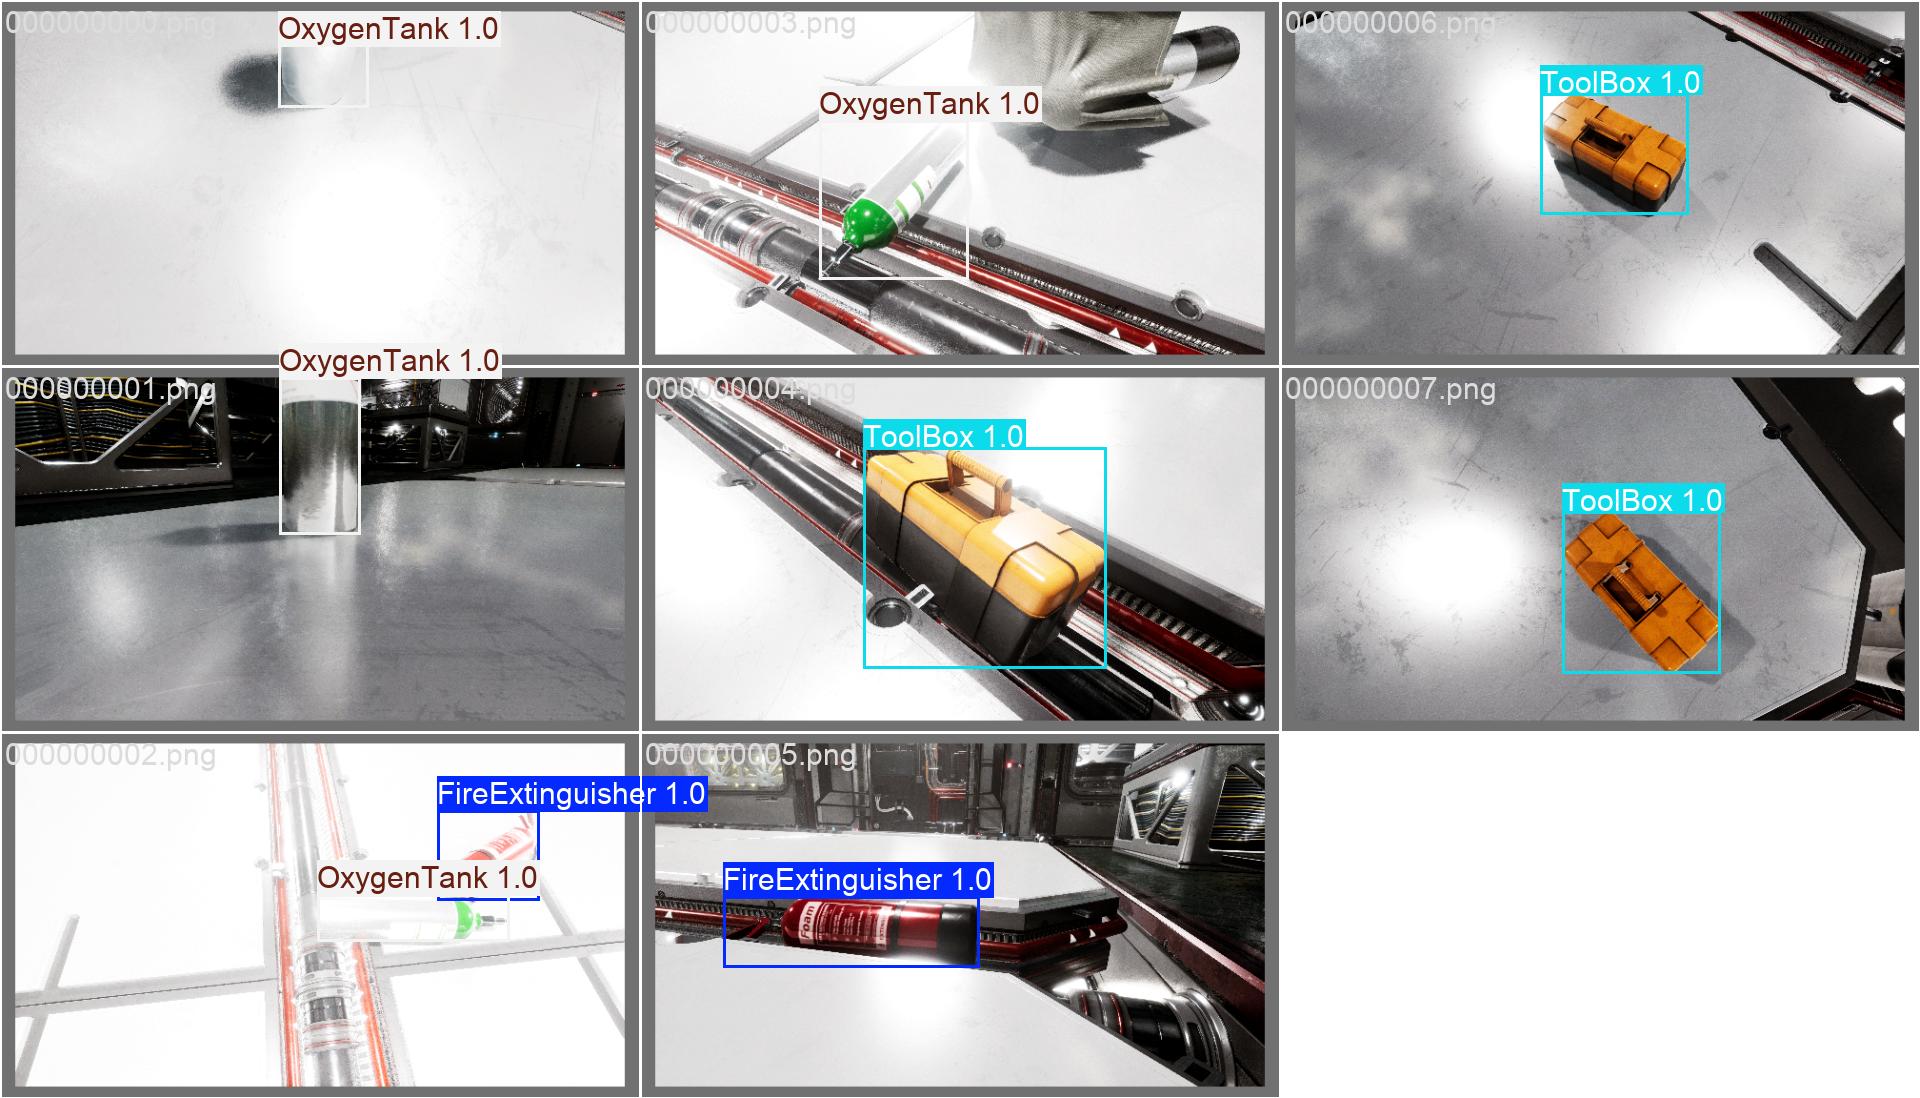 000000000.png
OxygenTank 1.0
000000003.png
OxygenTank 1.0
000000006.png
ToolBox 1.0
000000001.png
OxygenTank 1.0
000000004.png
ToolBox 1.0
000000007.png
ToolBox 1.0
000000002.png
FireExtinguisher 1.0
OxygenTank 1.0
000000005.png
FireExtinguisher 1.0
Foam